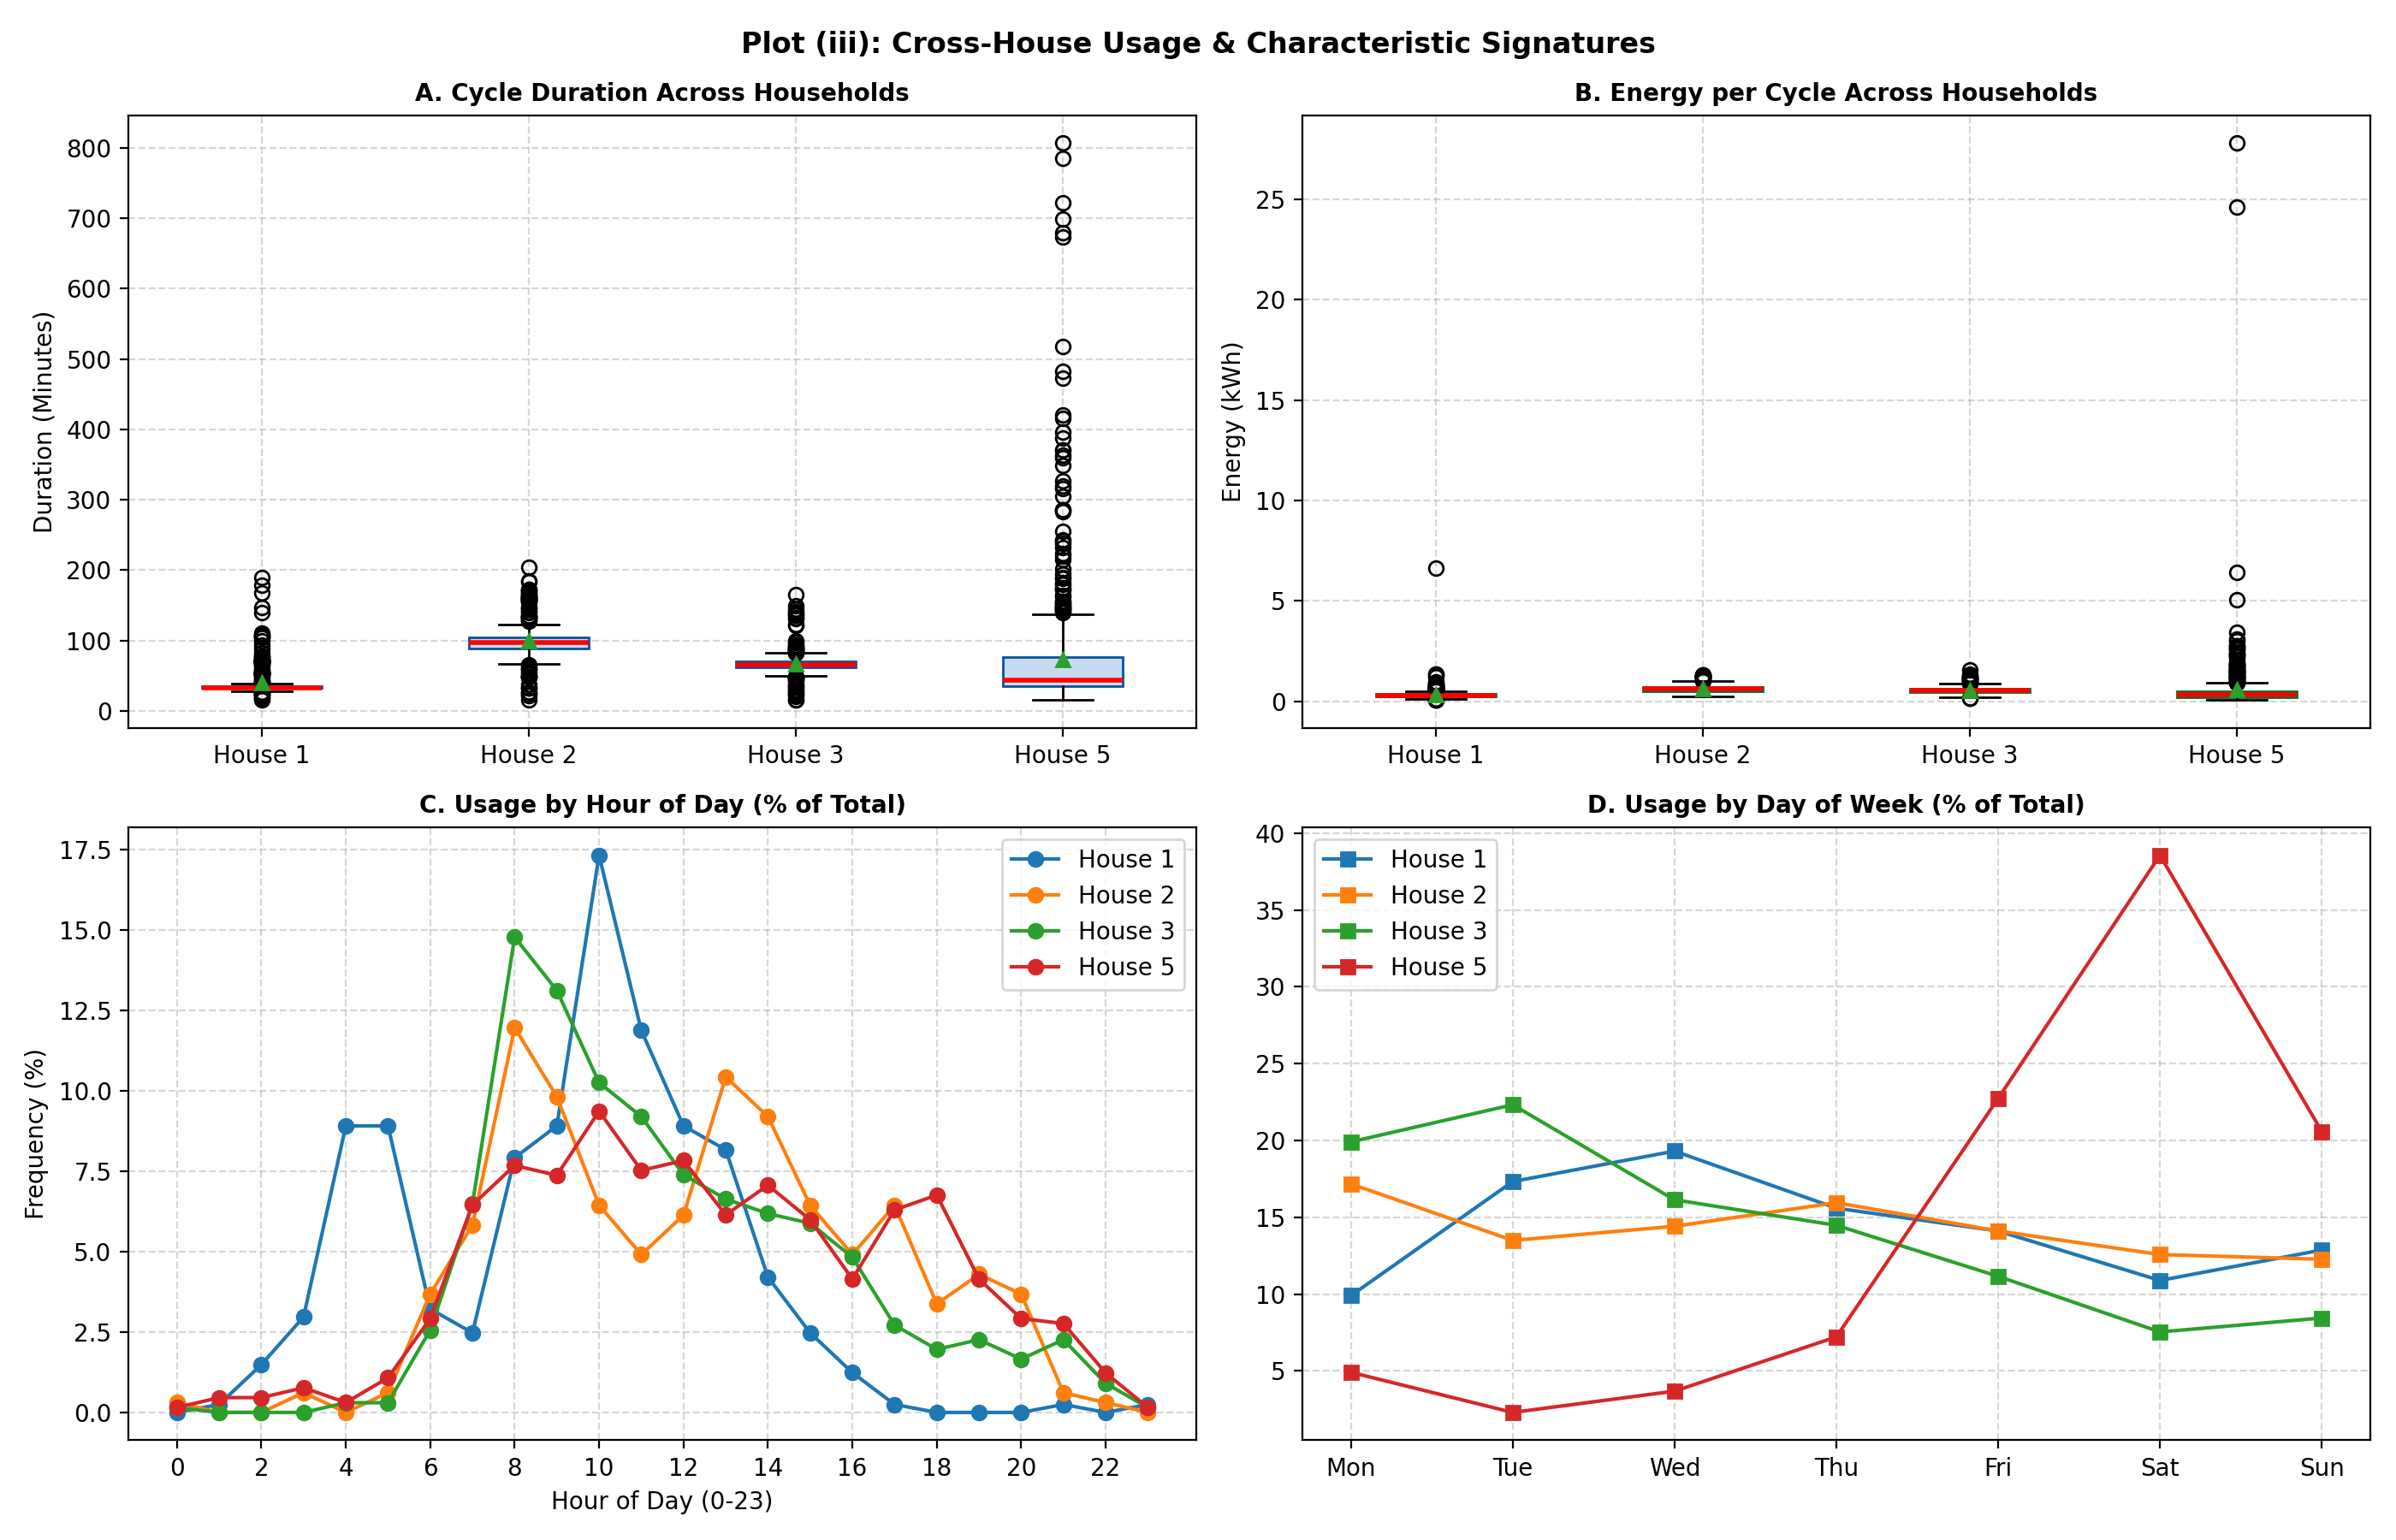 Plot (iii): Cross-House Usage & Characteristic Signatures
A. Cycle Duration Across Households
Duration (Minutes)
800
700
600
500
400
300
200
100
0
House 1
House 2
House 3
House 5
B. Energy per Cycle Across Households
Energy (kWh)
25
20
15
10
5
0
House 1
House 2
House 3
House 5
C. Usage by Hour of Day (% of Total)
Frequency (%)
17.5
15.0
12.5
10.0
7.5
5.0
2.5
0.0
House 1
House 2
House 3
House 5
0
2
4
6
8
10
12
14
16
18
20
22
Hour of Day (0-23)
D. Usage by Day of Week (% of Total)
40
35
30
25
20
15
10
5
House 1
House 2
House 3
House 5
Mon
Tue
Wed
Thu
Fri
Sat
Sun